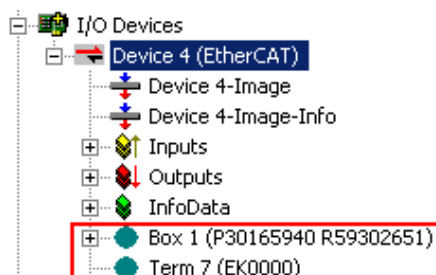 I/O Devices
Device 4 (EtherCAT)
Device 4-Image
Device 4-Image-Info
Inputs
Outputs
InfoData
Box 1 (P30165940 R59302651)
Term 7 (EK0000)